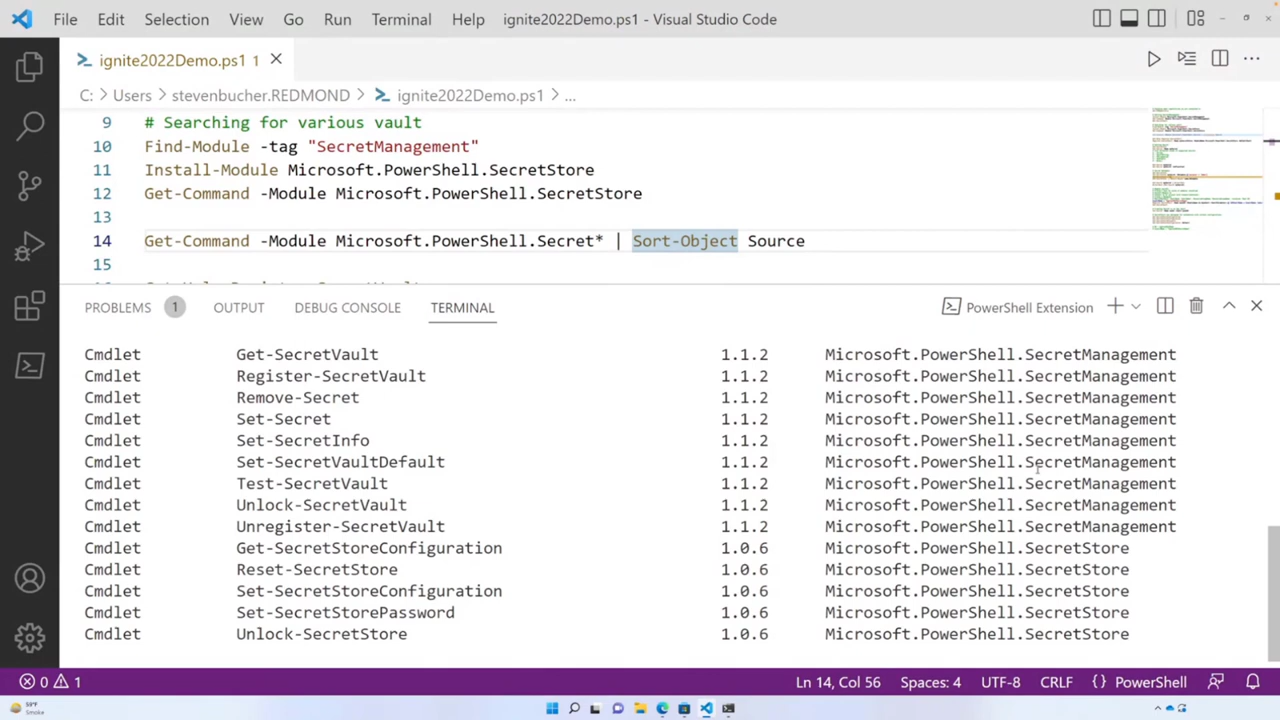 File Edit Selection View Go Run Terminal Help ignite2022Demo.ps1 - Visual Studio Code
ignite2022Demo.ps1 1
C: > Users > stevenbucher.REDMOND > ignite2022Demo.ps1 > ...
9 # Searching for various vault
10 Find-Module -tag "SecretManagement"
11 Install-Module Microsoft.PowerShell.Secretstore
12 Get-Command -Module Microsoft.PowerShell.SecretStore
13
14 Get-Command -Module Microsoft.PowerShell.Secret* | Sort-Object Source
15
PROBLEMS 1 OUTPUT DEBUG CONSOLE TERMINAL PowerShell Extension
Cmdlet Get-SecretVault 1.1.2 Microsoft.PowerShell.SecretManagement
Cmdlet Register-SecretVault 1.1.2 Microsoft.PowerShell.SecretManagement
Cmdlet Remove-Secret 1.1.2 Microsoft.PowerShell.SecretManagement
Cmdlet Set-Secret 1.1.2 Microsoft.PowerShell.SecretManagement
Cmdlet Set-SecretInfo 1.1.2 Microsoft.PowerShell.SecretManagement
Cmdlet Set-SecretVaultDefault 1.1.2 Microsoft.PowerShell.SecretManagement
Cmdlet Test-SecretVault 1.1.2 Microsoft.PowerShell.SecretManagement
Cmdlet Unlock-SecretVault 1.1.2 Microsoft.PowerShell.SecretManagement
Cmdlet Unregister-SecretVault 1.1.2 Microsoft.PowerShell.SecretManagement
Cmdlet Get-SecretStoreConfiguration 1.0.6 Microsoft.PowerShell.SecretStore
Cmdlet Reset-SecretStore 1.0.6 Microsoft.PowerShell.SecretStore
Cmdlet Set-SecretStoreConfiguration 1.0.6 Microsoft.PowerShell.SecretStore
Cmdlet Set-SecretStorePassword 1.0.6 Microsoft.PowerShell.SecretStore
Cmdlet Unlock-SecretStore 1.0.6 Microsoft.PowerShell.SecretStore
0 1 Ln 14, Col 56 Spaces: 4 UTF-8 CRLF {} PowerShell
59°F
Smoke